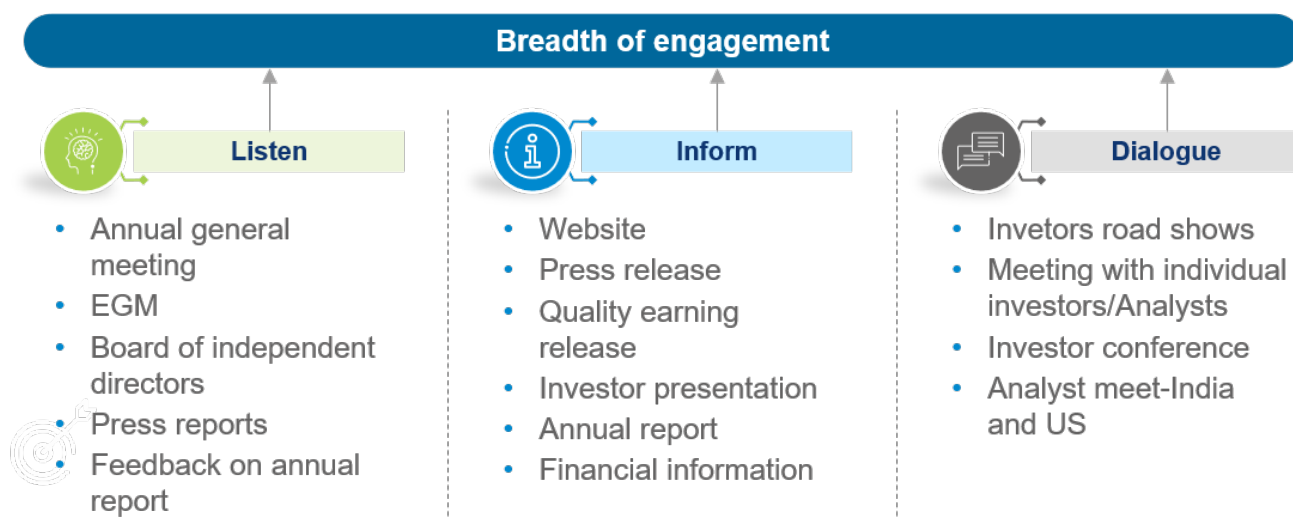 Breadth of engagement
Listen
• Annual general
meeting
• EGM
• Board of independent
directors
• Press reports
• Feedback on annual
report
Inform
• Website
• Press release
• Quality earning
release
• Investor presentation
• Annual report
• Financial information
Dialogue
• Invetors road shows
• Meeting with individual
investors/Analysts
• Investor conference
• Analyst meet-India
and US